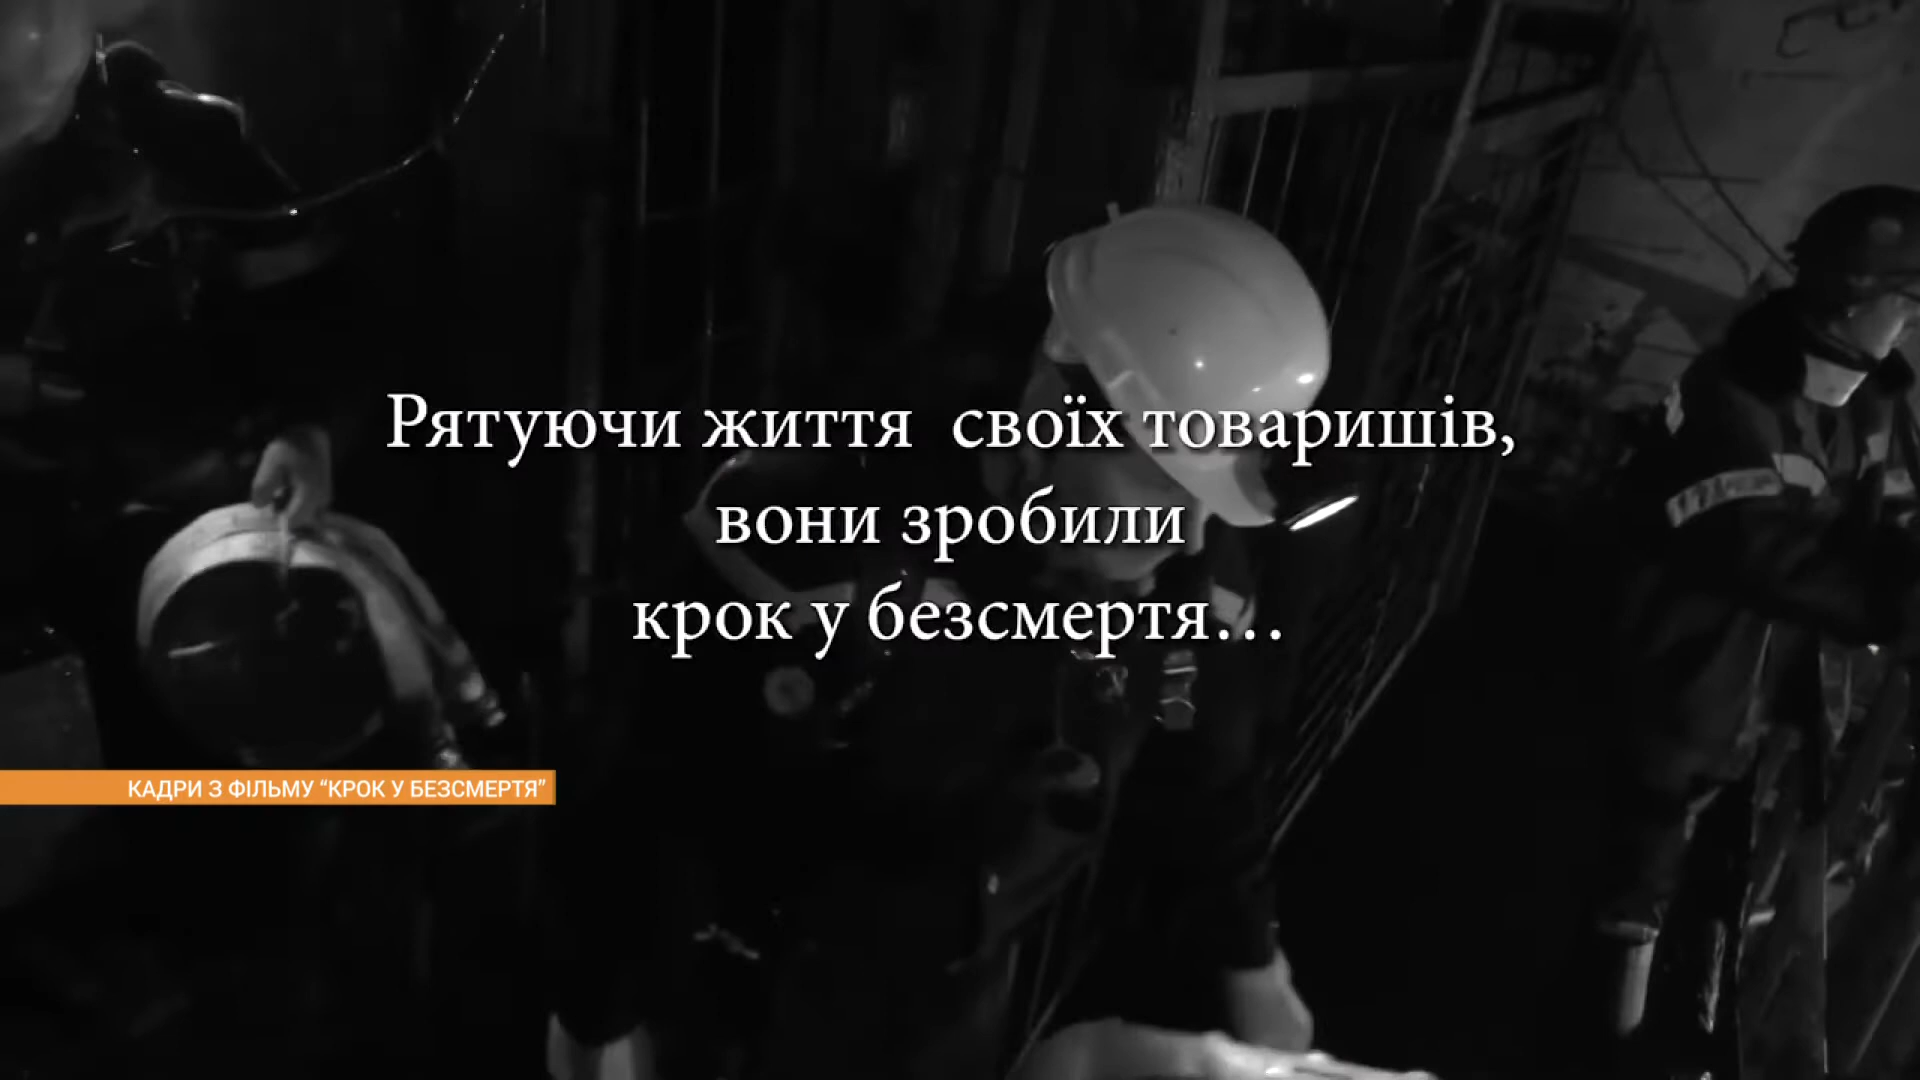 Рятуючи життя своїх товаришів,
вони зробили
крок у безсмертя...
КАДРИ З ФІЛЬМУ “КРОК У БЕЗСМЕРТЯ”